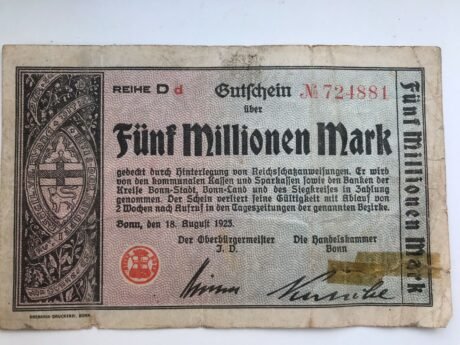 REIHE D d Gutschein № 724881
über
Fünf Millionen Mark
gedeckt durch Hinterlegung von Reichsschatzanweisungen. Er wird
von den kommunalen Kassen und Sparkassen sowie den Banken der
Kreise Bonn-Stadt, Bonn-Land und des Siegkreises in Zahlung
genommen. Der Schein verliert seine Gültigkeit mit Ablauf von
2 Wochen nach Aufruf in den Tageszeitungen der genannten Bezirke.
Bonn, den 18. August 1923.
Der Oberbürgermeister
J. D.
Die Handelskammer
Bonn
Fünf Millionen Mark